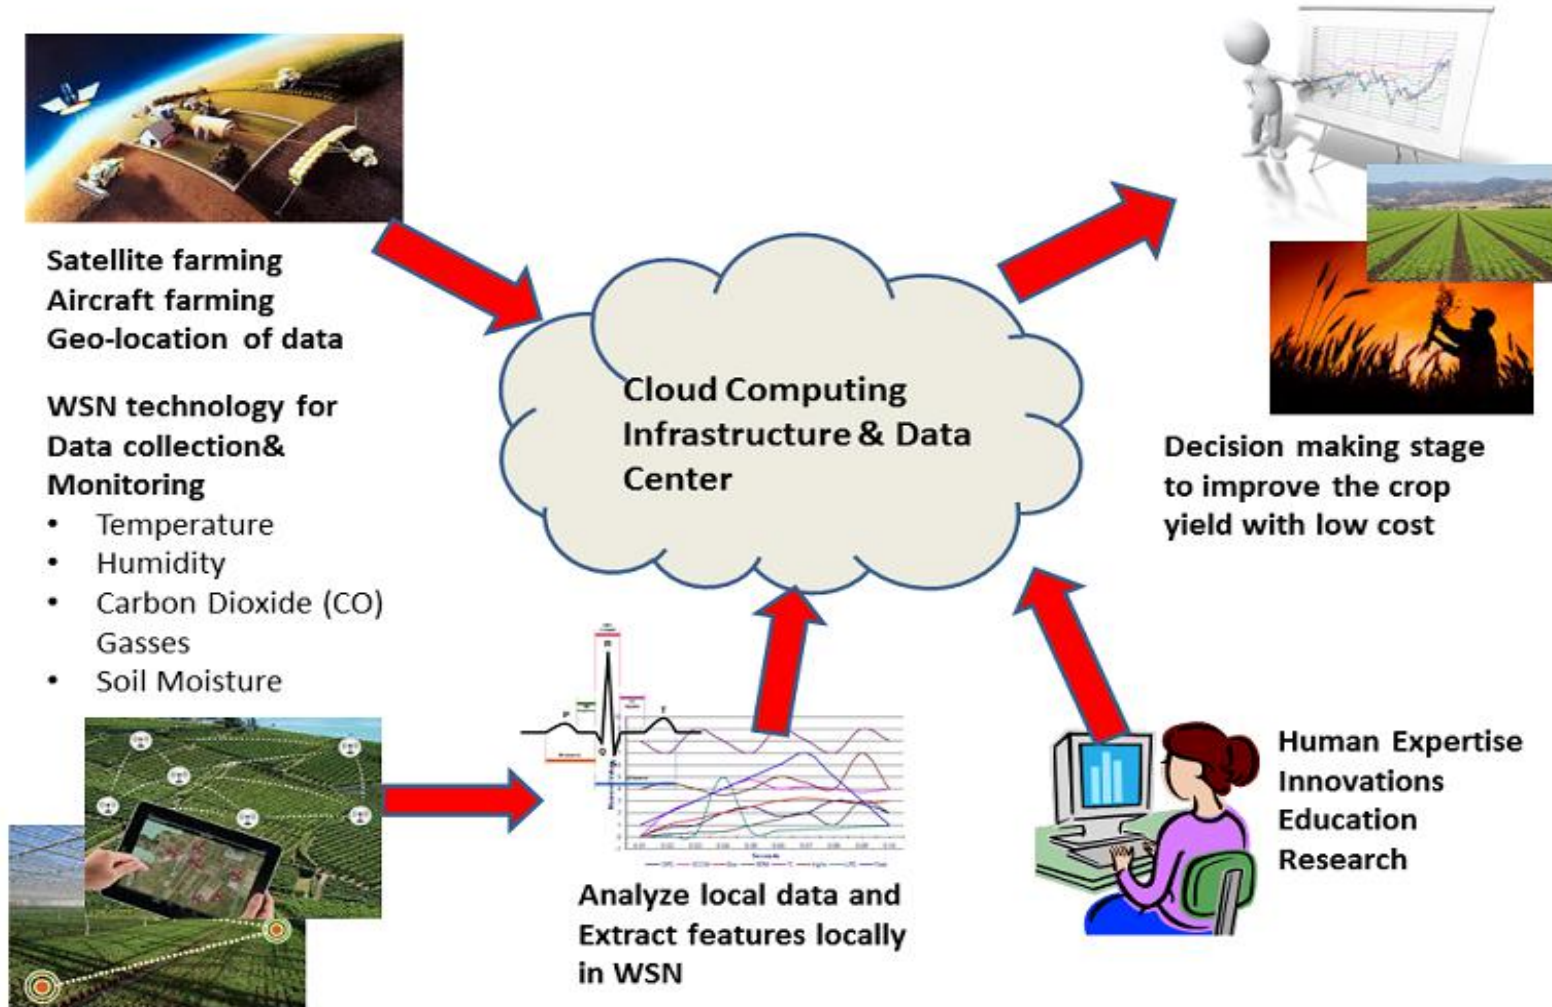 Satellite farming
Aircraft farming
Geo-location of data
WSN technology for
Data collection&
Monitoring
• Temperature
• Humidity
• Carbon Dioxide (CO)
Gasses
• Soil Moisture
Cloud Computing
Infrastructure & Data
Center
Decision making stage
to improve the crop
yield with low cost
R
P
T
Q
Analyze local data and
Extract features locally
in WSN
Human Expertise
Innovations
Education
Research